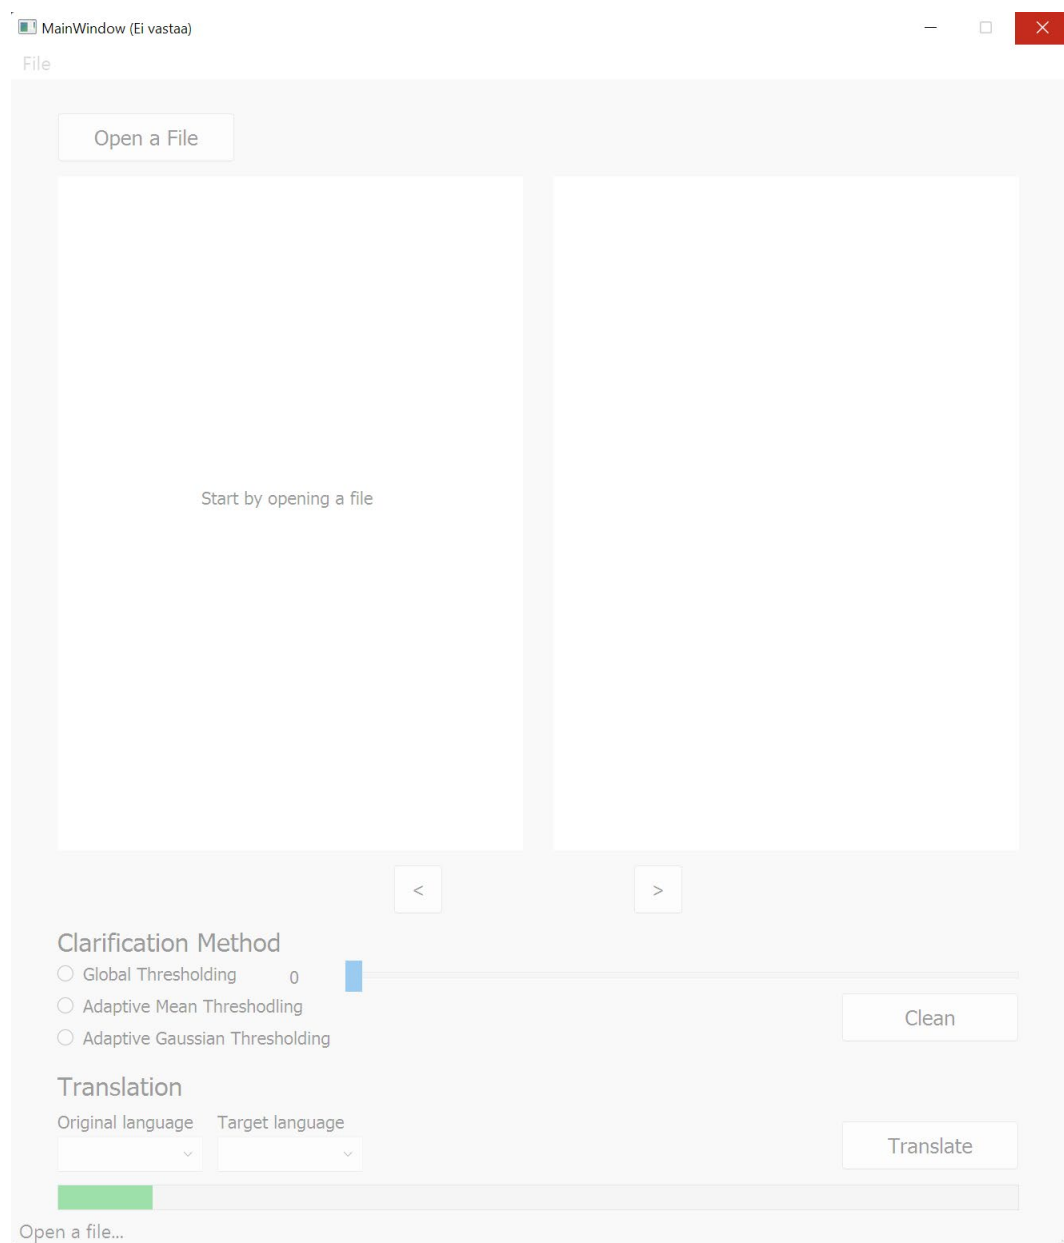 MainWindow (Ei vastaa)
File
Open a File
Start by opening a file
< >
Clarification Method
Global Thresholding 0
Adaptive Mean Threshodling
Adaptive Gaussian Thresholding
Clean
Translation
Original language Target language
Translate
Open a file...